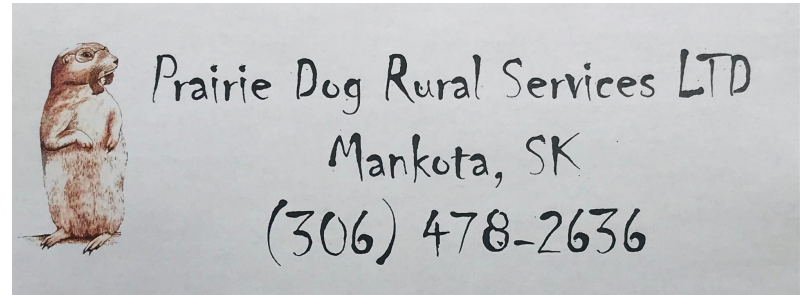 Prairie Dog Rural Services LTD
Mankota, SK
(306) 478-2636